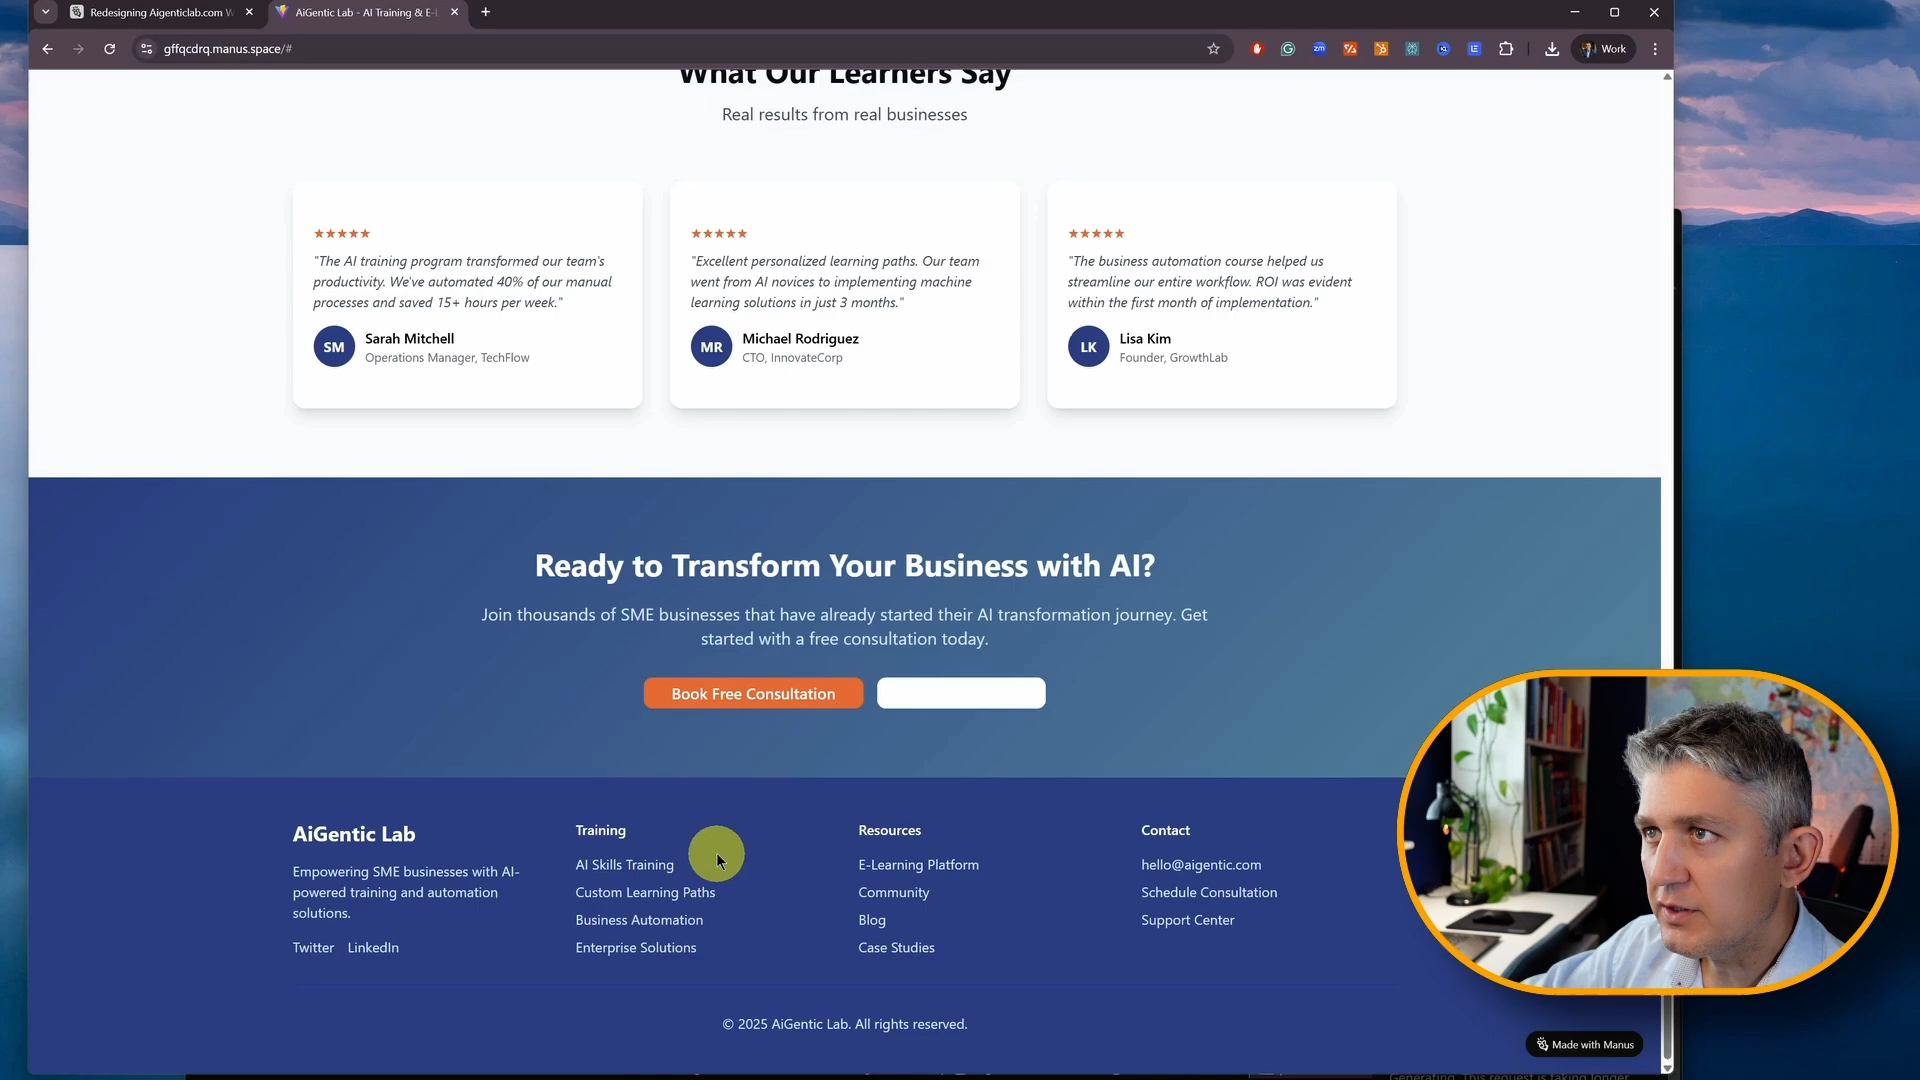 Redesigning Aigenticlab.com W
AiGentic Lab - AI Training & E-L
gffqcdrq.manus.space/#
Work
What Our Learners Say
Real results from real businesses
★★★★★
"The AI training program transformed our team's
productivity. We've automated 40% of our manual
processes and saved 15+ hours per week."
SM
Sarah Mitchell
Operations Manager, TechFlow
★★★★★
"Excellent personalized learning paths. Our team
went from AI novices to implementing machine
learning solutions in just 3 months."
MR
Michael Rodriguez
CTO, InnovateCorp
★★★★★
"The business automation course helped us
streamline our entire workflow. ROI was evident
within the first month of implementation."
LK
Lisa Kim
Founder, GrowthLab
Ready to Transform Your Business with AI?
Join thousands of SME businesses that have already started their AI transformation journey. Get
started with a free consultation today.
Book Free Consultation
AiGentic Lab
Empowering SME businesses with AI-
powered training and automation
solutions.
Twitter LinkedIn
Training
AI Skills Training
Custom Learning Paths
Business Automation
Enterprise Solutions
Resources
E-Learning Platform
Community
Blog
Case Studies
Contact
hello@aigentic.com
Schedule Consultation
Support Center
© 2025 AiGentic Lab. All rights reserved.
Made with Manus
Generating. This request is taking longer